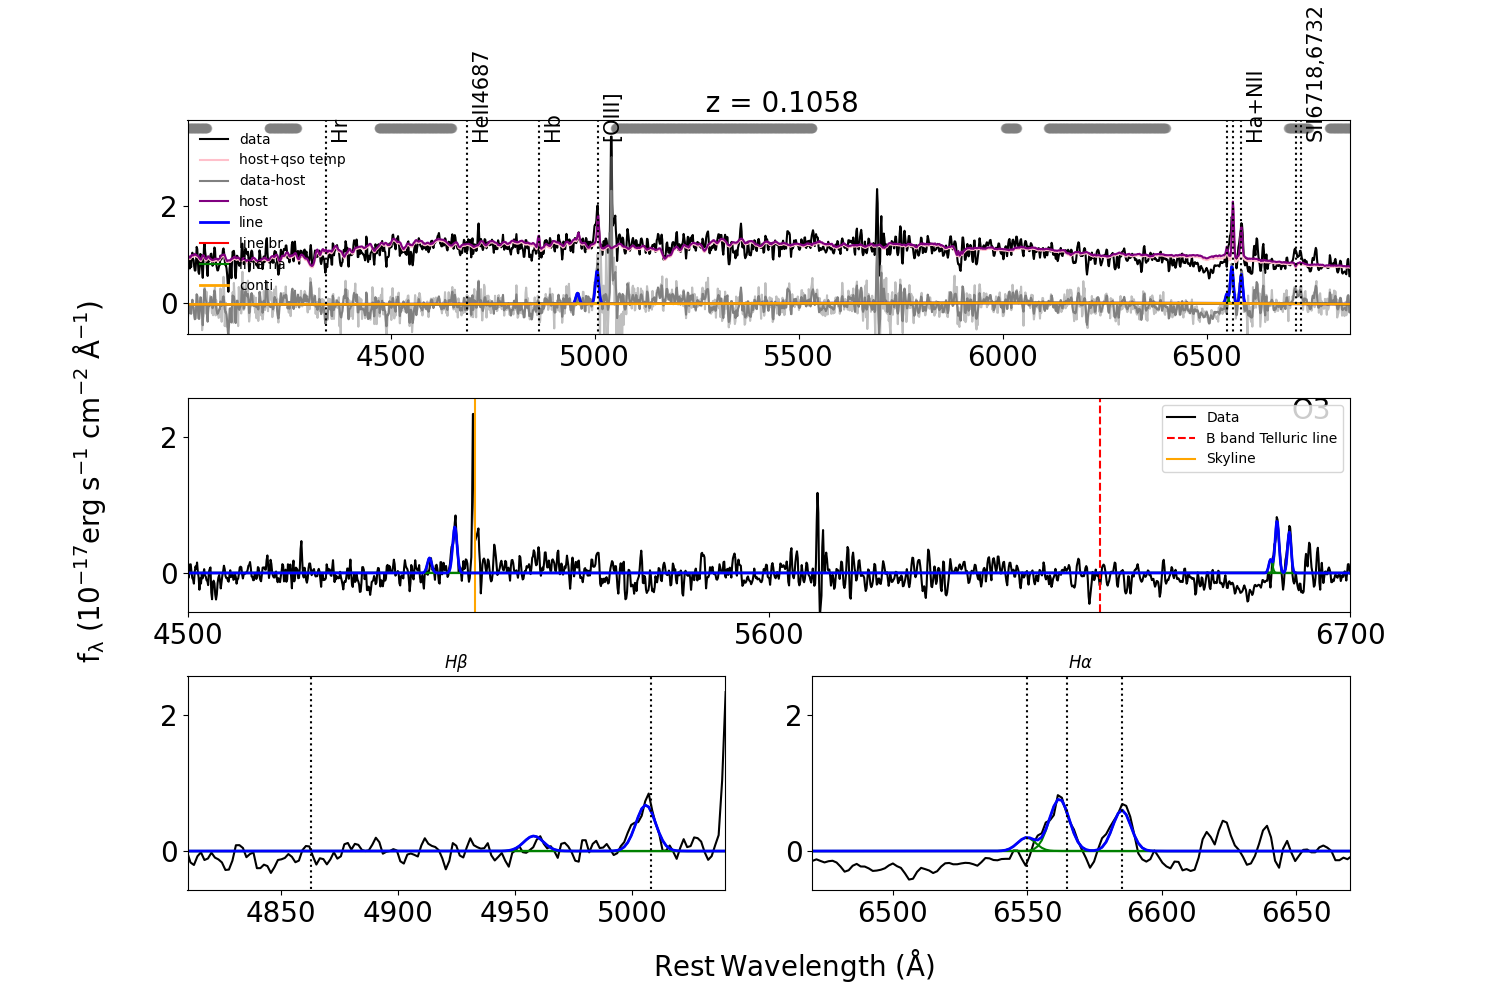 z = 0.1058
Hr
HeII4687
Hb
[OIII]
Ha+NII
SII6718,6732
data
host+qso temp
data-host
host
line
line br
conti
2
0
4500 5000 5500 6000 6500
fλ (10⁻¹⁷erg s⁻¹ cm⁻² Å⁻¹)
O3
Data
B band Telluric line
Skyline
2
0
4500 5600 6700
Hβ
2
0
4850 4900 4950 5000
Hα
2
0
6500 6550 6600 6650
Rest Wavelength (Å)